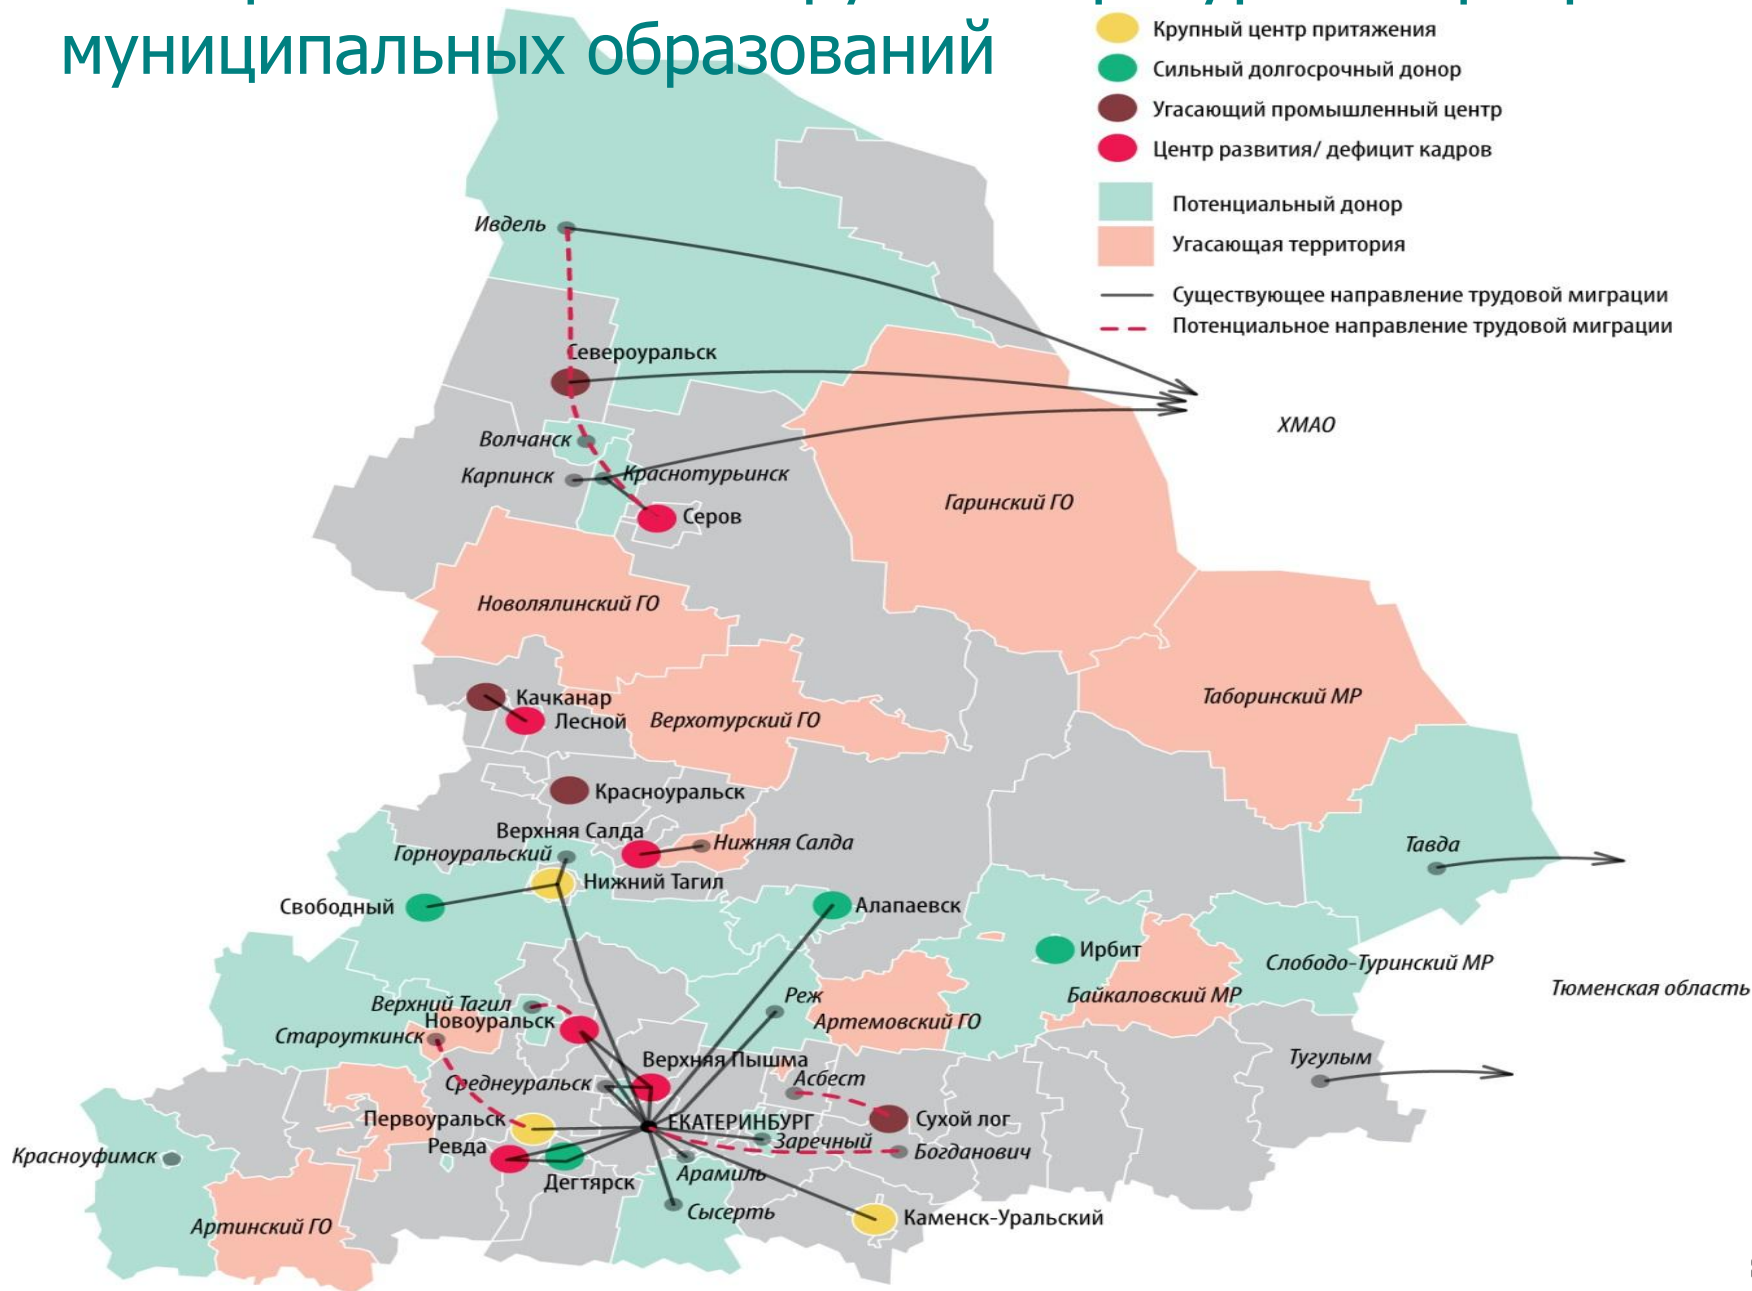 муниципальных образований
Крупный центр притяжения
Сильный долгосрочный донор
Угасающий промышленный центр
Центр развития/ дефицит кадров
Потенциальный донор
Угасающая территория
Существующее направление трудовой миграции
Потенциальное направление трудовой миграции
Ивдель
Североуральск
ХМАО
Волчанск
Карпинск
Краснотурьинск
Гаринский ГО
Серов
Новолялинский ГО
Качканар
Таборинский МР
Лесной
Верхотурский ГО
Красноуральск
Верхняя Салда
Нижняя Салда
Тавда
Горноуральский
Нижний Тагил
Свободный
Алапаевск
Ирбит
Слободо-Туринский МР
Тюменская область
Верхний Тагил
Реж
Байкаловский МР
Новоуральск
Артемовский ГО
Староуткинск
Верхняя Пышма
Тугулым
Среднеуральск
Асбест
Первоуральск
ЕКАТЕРИНБУРГ
Сухой лог
Ревда
Заречный
Богданович
Красноуфимск
Арамиль
Дегтярск
Сысерть
Каменск-Уральский
Артинский ГО